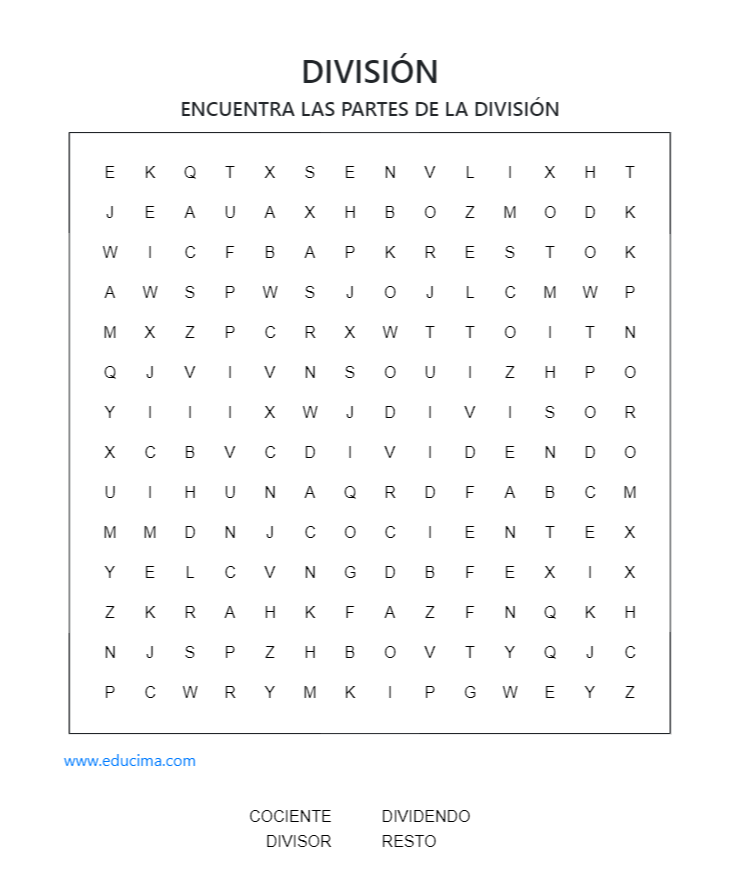 DIVISIÓN
ENCUENTRA LAS PARTES DE LA DIVISIÓN
E K Q T X S E N V L I X H T
J E A U A X H B O Z M O D K
W I C F B A P K R E S T O K
A W S P W S J O J L C M W P
M X Z P C R X W T T O I T N
Q J V I V N S O U I Z H P O
Y I I I X W J D I V I S O R
X C B V C D I V I D E N D O
U I H U N A Q R D F A B C M
M M D N J C O C I E N T E X
Y E L C V N G D B F E X I X
Z K R A H K F A Z F N Q K H
N J S P Z H B O V T Y Q J C
P C W R Y M K I P G W E Y Z
www.educima.com
COCIENTE DIVIDENDO
DIVISOR RESTO